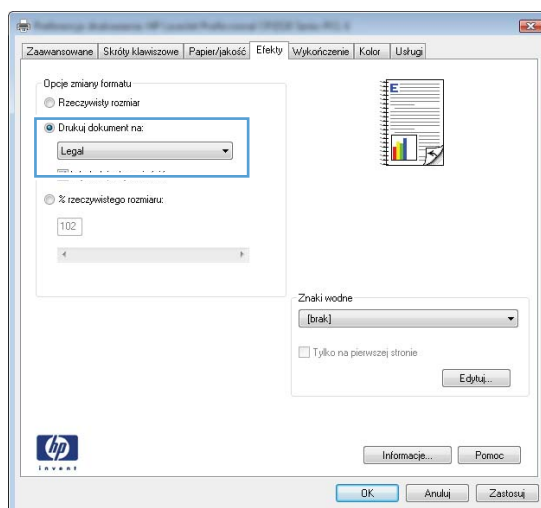 Zaawansowane Skróty klawiszowe Papier/jakość Efekty Wykończenie Kolor Usługi
Opcje zmiany formatu
Rzeczywisty rozmiar
Drukuj dokument na:
Legal
% rzeczywistego rozmiaru:
102
E
Znaki wodne
[brak]
Tylko na pierwszej stronie
Edytuj...
hp
invent
Informacje... Pomoc
OK Anuluj Zastosuj